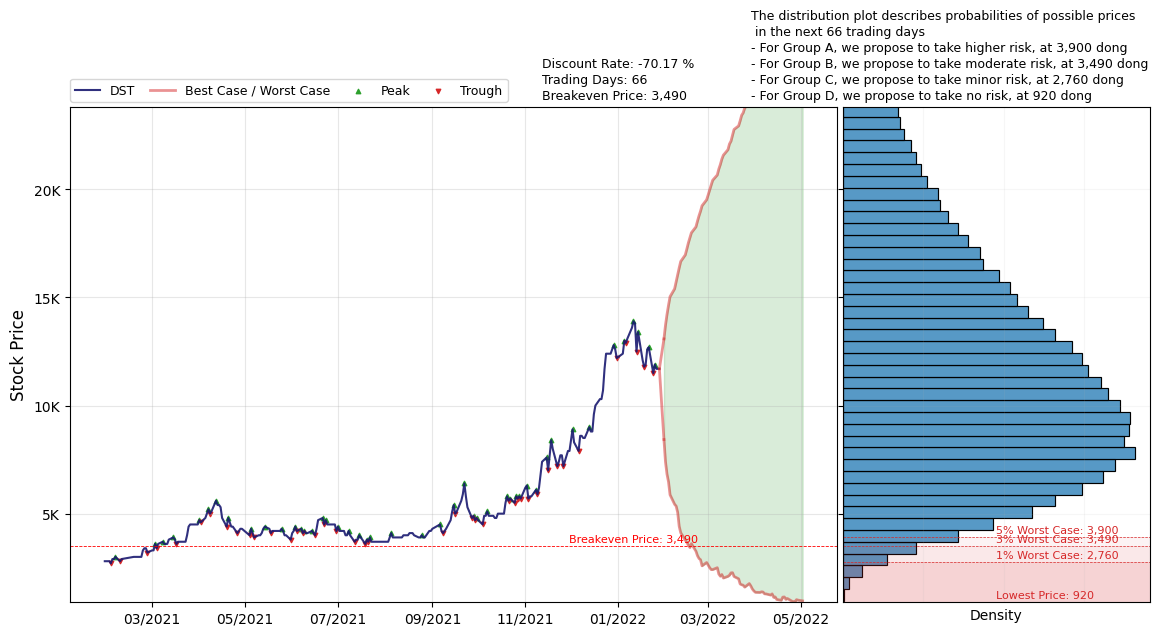 The distribution plot describes probabilities of possible prices
in the next 66 trading days
- For Group A, we propose to take higher risk, at 3,900 dong
- For Group B, we propose to take moderate risk, at 3,490 dong
- For Group C, we propose to take minor risk, at 2,760 dong
- For Group D, we propose to take no risk, at 920 dong
Discount Rate: -70.17 %
Trading Days: 66
Breakeven Price: 3,490
DST Best Case / Worst Case Peak Trough
Stock Price
20K
15K
10K
5K
Breakeven Price: 3,490
5% Worst Case: 3,900
3% Worst Case: 3,490
1% Worst Case: 2,760
Lowest Price: 920
03/2021 05/2021 07/2021 09/2021 11/2021 01/2022 03/2022 05/2022
Density